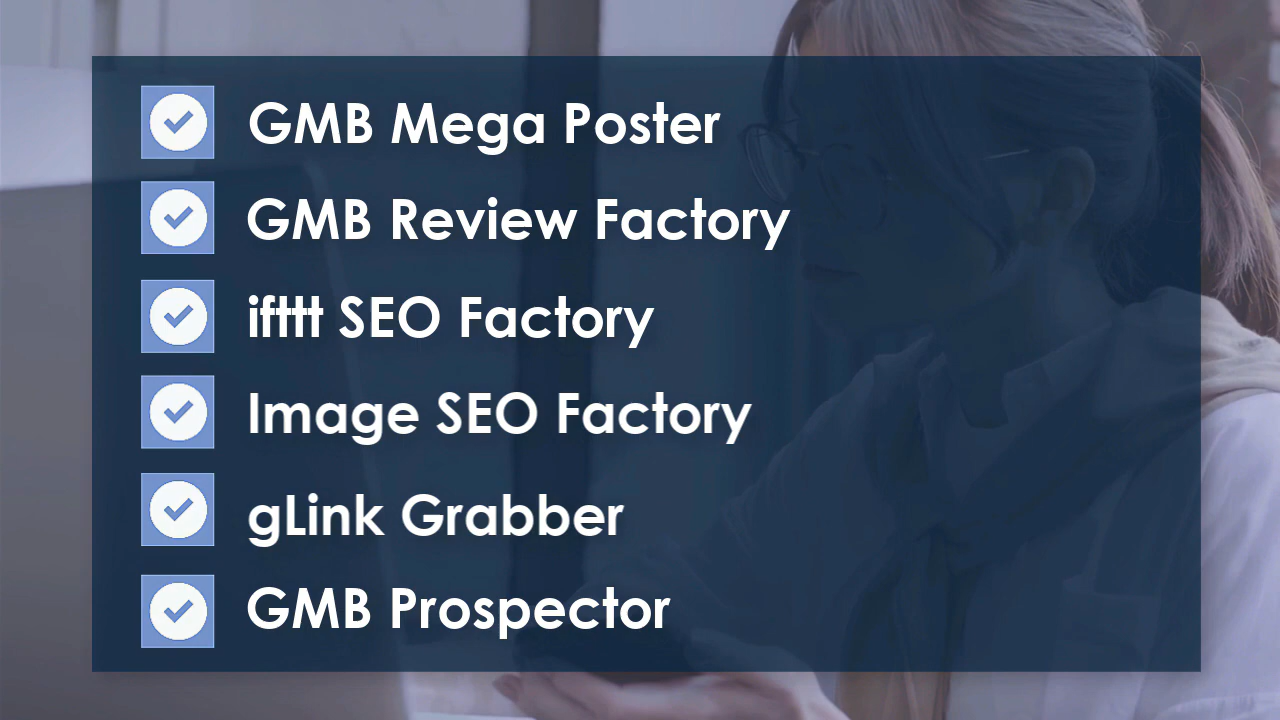 GMB Mega Poster
GMB Review Factory
ifttt SEO Factory
Image SEO Factory
gLink Grabber
GMB Prospector